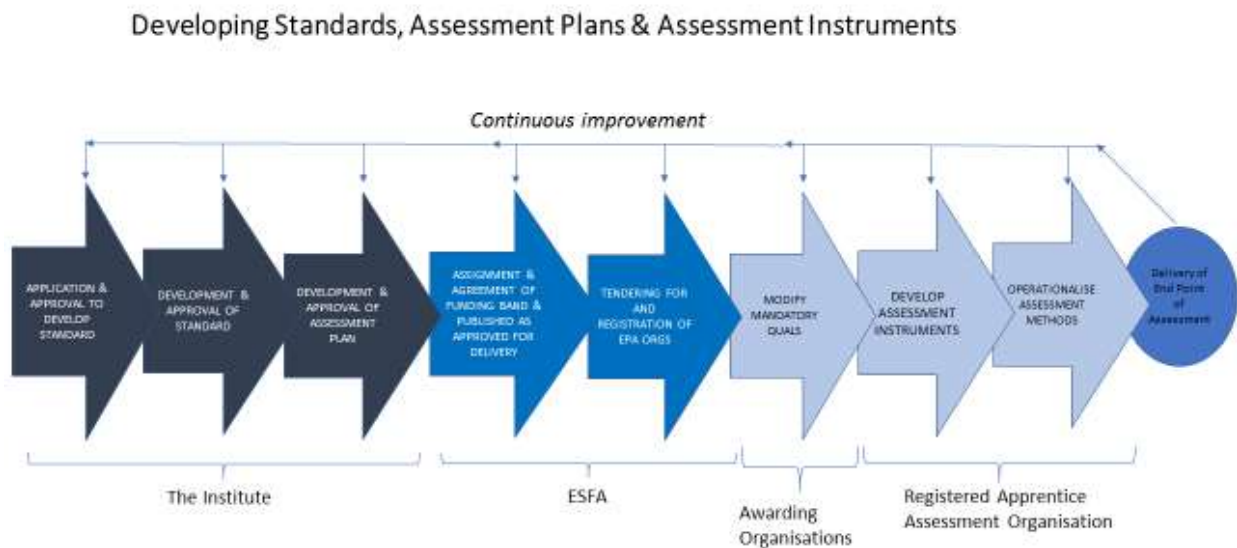 Developing Standards, Assessment Plans & Assessment Instruments
Continuous improvement
APPLICATION &
APPROVAL TO
DEVELOP
STANDARD
DEVELOPMENT &
APPROVAL OF
STANDARD
DEVELOPMENT &
APPROVAL OF
ASSESSMENT
PLAN
ASSIGNMENT &
AGREEMENT OF
FUNDING BAND &
PUBLISHED AS
APPROVED FOR
DELIVERY
TENDERING FOR
AND
REGISTRATION OF
EPA ORGS
MODIFY
MANDATORY
QUALS
DEVELOP
ASSESSMENT
INSTRUMENTS
OPERATIONALISE
ASSESSMENT
METHODS
Delivery of
End Point
of
Assessment
The Institute
ESFA
Awarding
Organisations
Registered Apprentice
Assessment Organisation